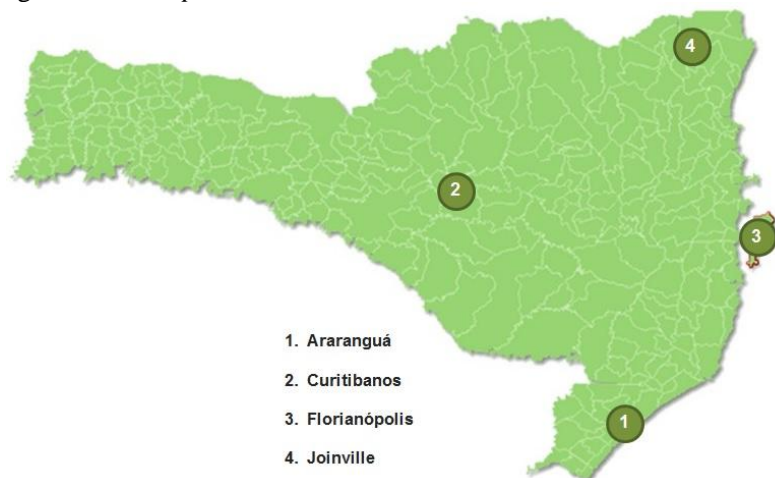 4
2
3
1. Araranguá
2. Curitibanos
3. Florianópolis
1
4. Joinville